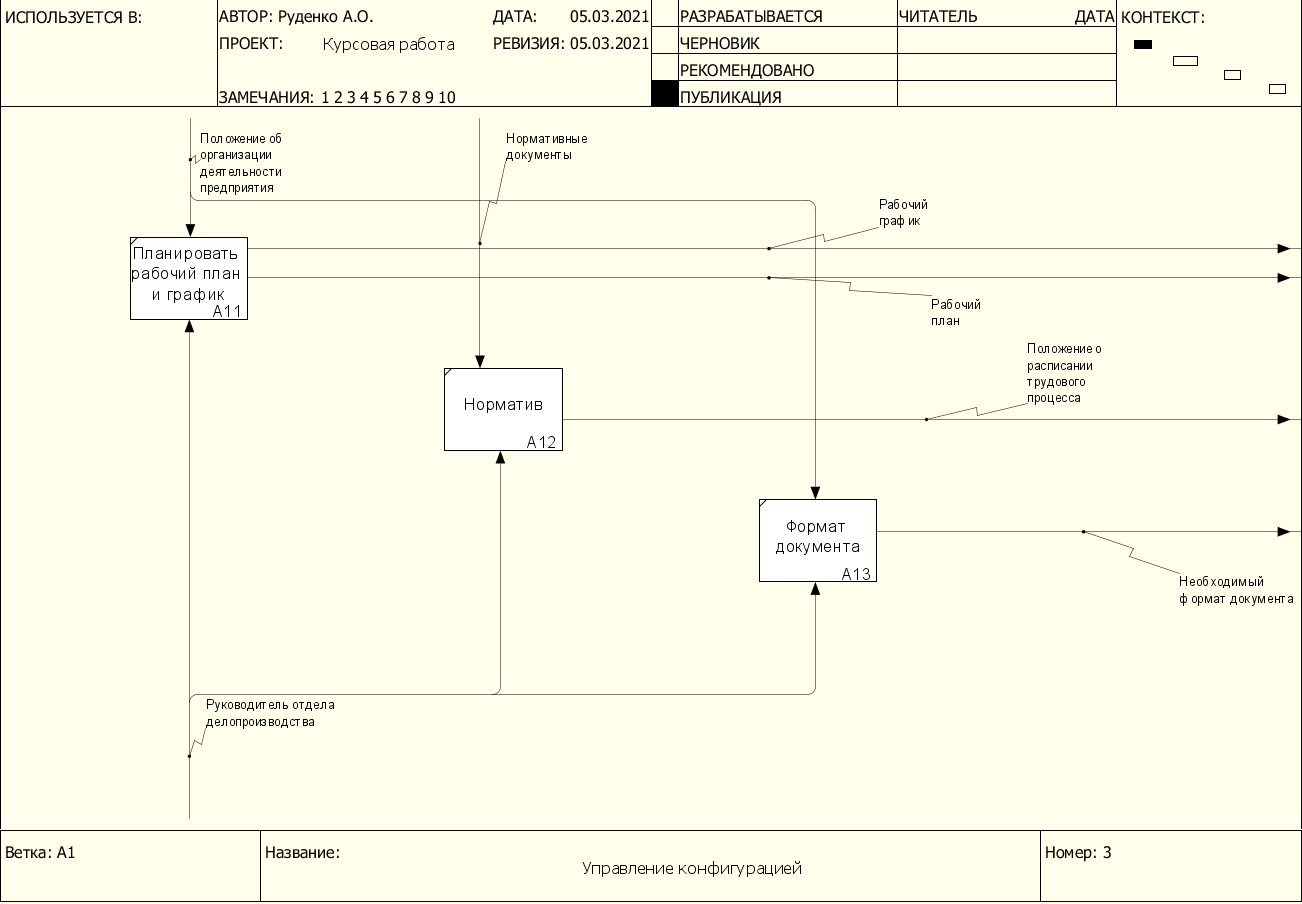 ИСПОЛЬЗУЕТСЯ В:
АВТОР: Руденко А.О.
ДАТА: 05.03.2021
ПРОЕКТ: Курсовая работа
РЕВИЗИЯ: 05.03.2021
ЗАМЕЧАНИЯ: 1 2 3 4 5 6 7 8 9 10
РАЗРАБАТЫВАЕТСЯ
ЧЕРНОВИК
РЕКОМЕНДОВАНО
ПУБЛИКАЦИЯ
ЧИТАТЕЛЬ
ДАТА
КОНТЕКСТ:
Положение об
организации
деятельности
предприятия
Нормативные
документы
Рабочий
график
Планировать
рабочий план
и график
A11
Рабочий
план
Положение о
расписании
трудового
процесса
Норматив
A12
Формат
документа
A13
Необходимый
формат документа
Руководитель отдела
делопроизводства
Ветка: A1
Название:
Управление конфигурацией
Номер: 3